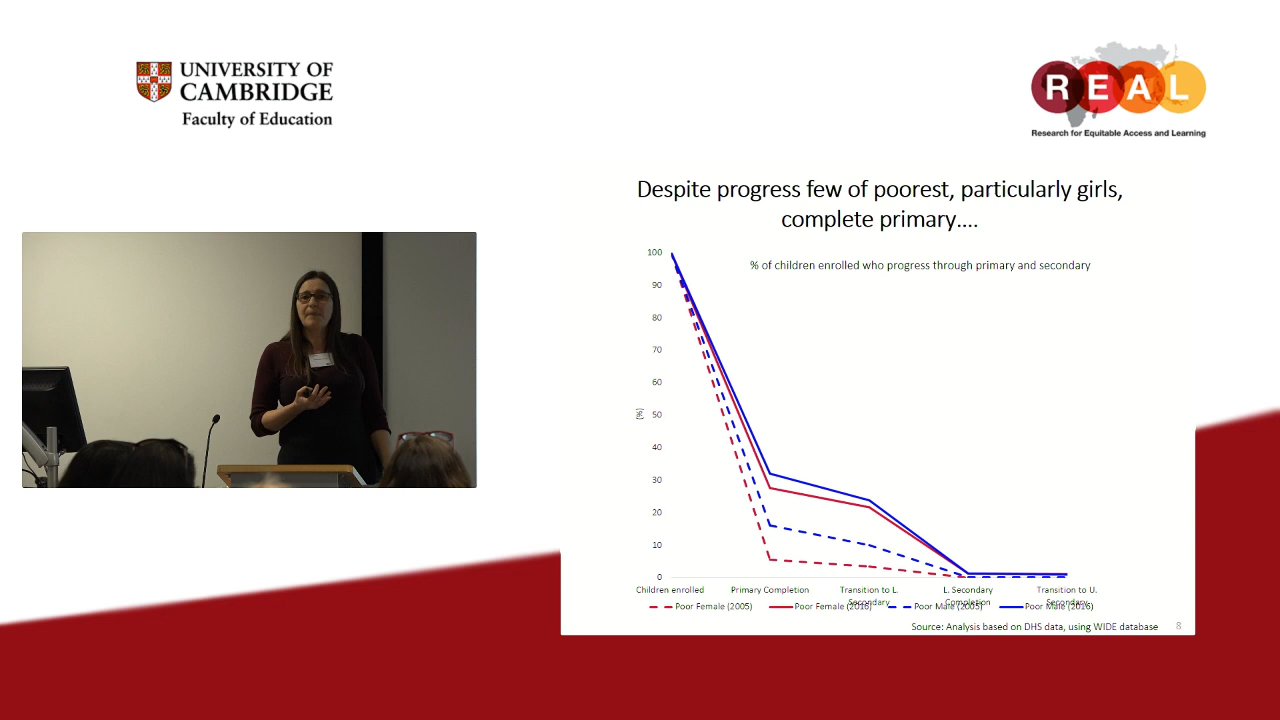 UNIVERSITY OF
CAMBRIDGE
Faculty of Education
R E A L
Research for Equitable Access and Learning
Despite progress few of poorest, particularly girls,
complete primary....
% of children enrolled who progress through primary and secondary
100
90
80
70
60
50
40
30
20
10
0
(%)
Children enrolled
Primary Completion
Transition to L.
Secondary
L. Secondary
Completion
Transition to U.
Secondary
Poor Female (2005)
Poor Female (2016)
Poor Male (2005)
Poor Male (2016)
Source: Analysis based on DHS data, using WIDE database
8